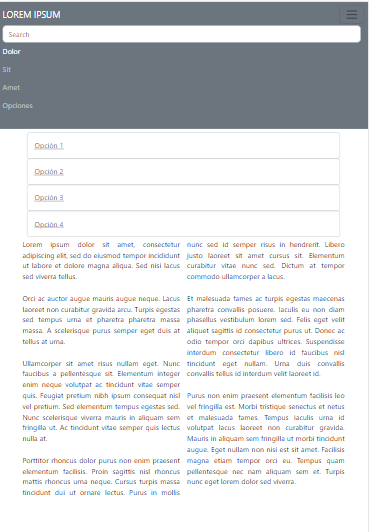 LOREM IPSUM
Search
Dolor
Sit
Amet
Opciones
Opción 1
Opción 2
Opción 3
Opción 4
Lorem ipsum dolor sit amet, consectetur
adipiscing elit, sed do eiusmod tempor incididunt
ut labore et dolore magna aliqua. Sed nisi lacus
sed viverra tellus.
Orci ac auctor augue mauris augue neque. Lacus
laoreet non curabitur gravida arcu. Turpis egestas
sed tempus urna et pharetra pharetra massa
massa. A scelerisque purus semper eget duis at
tellus at urna.
Ullamcorper sit amet risus nullam eget. Nunc
faucibus a pellentesque sit. Elementum integer
enim neque volutpat ac tincidunt vitae semper
quis. Feugiat pretium nibh ipsum consequat nisl
vel pretium. Sed elementum tempus egestas sed.
Nunc scelerisque viverra mauris in aliquam sem
fringilla ut. Ac tincidunt vitae semper quis lectus
nulla at.
Porttitor rhoncus dolor purus non enim praesent
elementum facilisis. Proin sagittis nisl rhoncus
mattis rhoncus urna neque. Cursus turpis massa
tincidunt dui ut ornare lectus. Purus in mollis
nunc sed id semper risus in hendrerit. Libero
justo laoreet sit amet cursus sit. Elementum
curabitur vitae nunc sed. Dictum at tempor
commodo ullamcorper a lacus.
Et malesuada fames ac turpis egestas maecenas
pharetra convallis posuere. Iaculis eu non diam
phasellus vestibulum lorem sed. Felis eget velit
aliquet sagittis id consectetur purus ut. Donec ac
odio tempor orci dapibus ultrices. Suspendisse
interdum consectetur libero id faucibus nisl
tincidunt eget nullam. Urna duis convallis
convallis tellus id interdum velit laoreet id.
Purus non enim praesent elementum facilisis leo
vel fringilla est. Morbi tristique senectus et netus
et malesuada fames. Tempus iaculis urna id
volutpat lacus laoreet non curabitur gravida.
Mauris in aliquam sem fringilla ut morbi tincidunt
augue. Eget nullam non nisi est sit amet. Facilisis
magna etiam tempor orci eu. Tempus quam
pellentesque nec nam aliquam sem et. Turpis
nunc eget lorem dolor sed viverra.